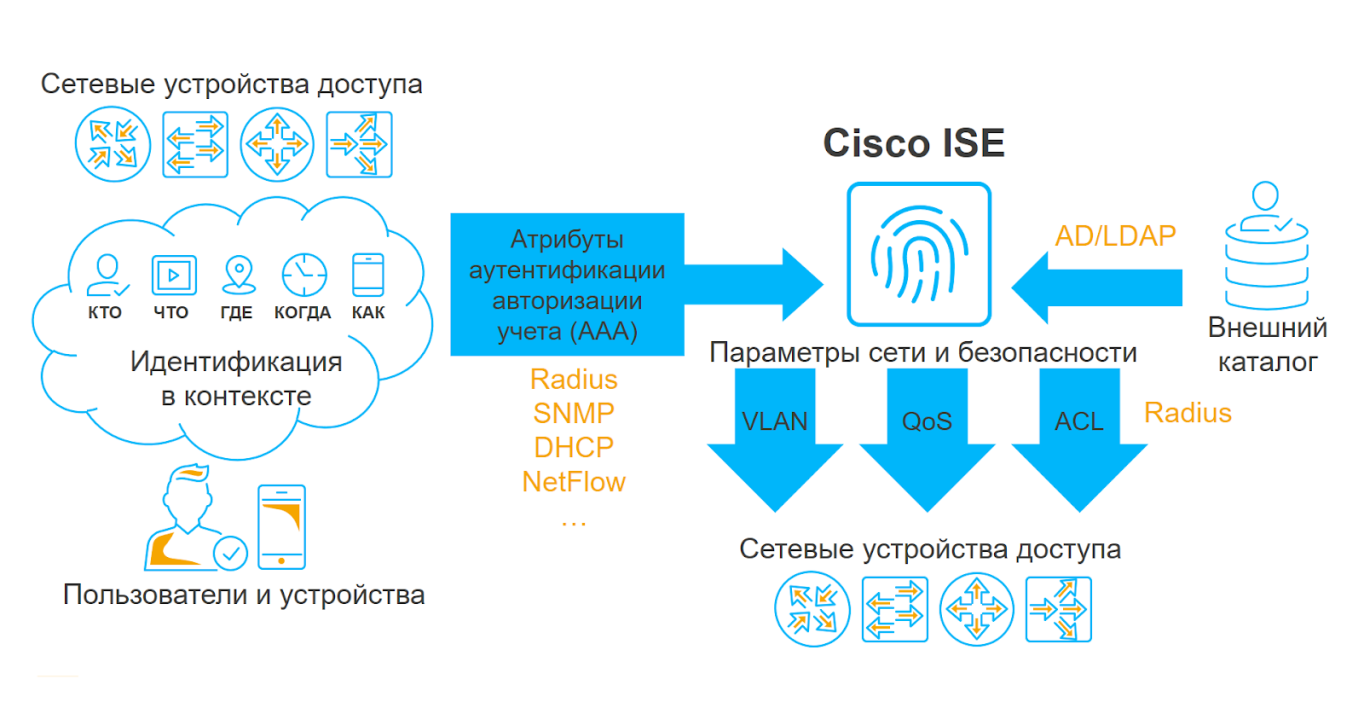 Сетевые устройства доступа
КТО ЧТО ГДЕ КОГДА КАК
Идентификация
в контексте
Пользователи и устройства
Атрибуты
аутентификации
авторизации
учета (AAA)
Radius
SNMP
DHCP
NetFlow
...
Cisco ISE
AD/LDAP
Внешний
каталог
Параметры сети и безопасности
VLAN QoS ACL
Radius
Сетевые устройства доступа